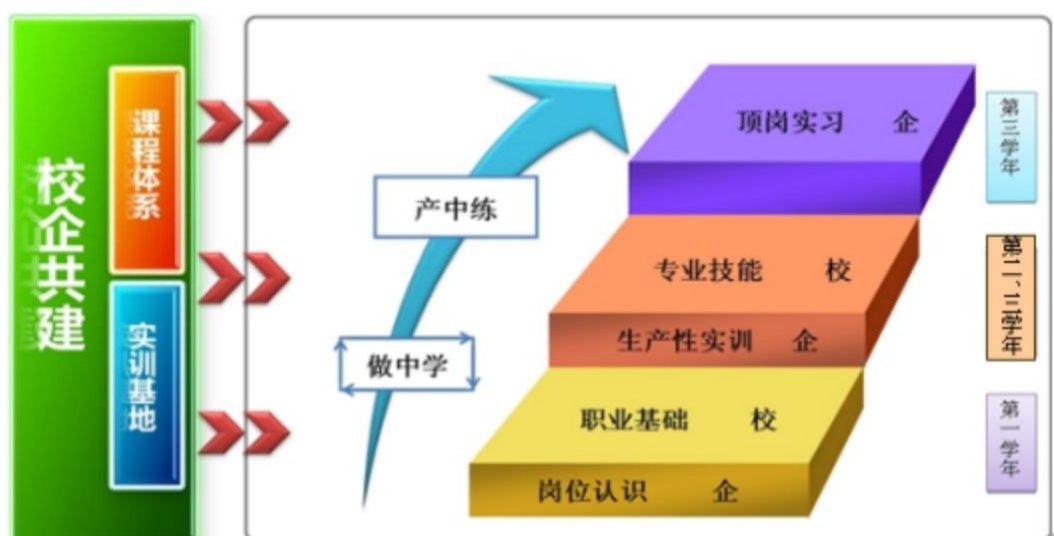 校企共建
课程体系
实训基地
产中练
做中学
顶岗实习 企
专业技能 校
生产性实训 企
职业基础 校
岗位认识 企
第三学年
第二、三学年
第一学年